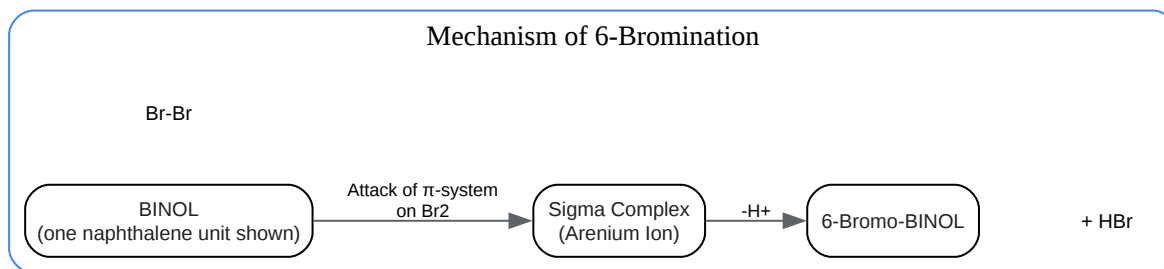 Mechanism of 6-Bromination
Br-Br
BINOL
(one naphthalene unit shown)
Attack of π-system
on Br2
Sigma Complex
(Arenium Ion)
-H+
6-Bromo-BINOL
+ HBr